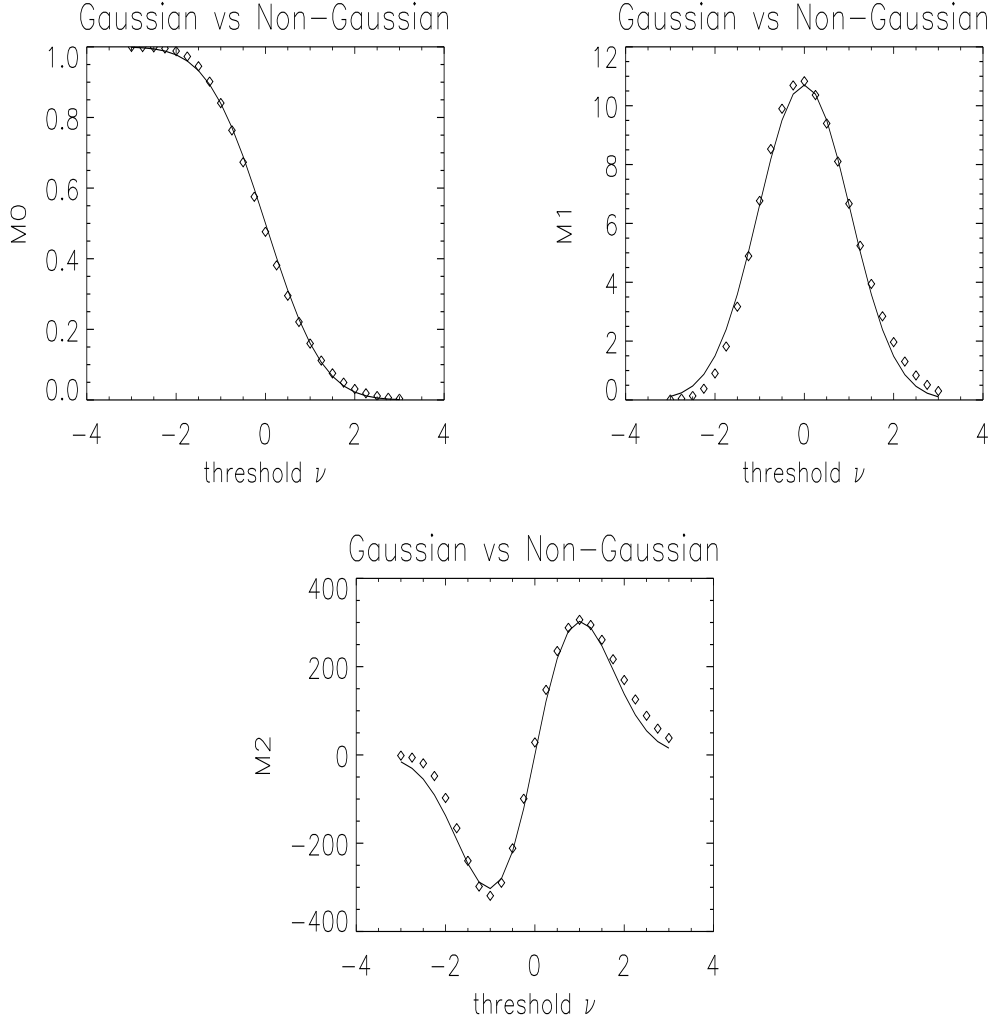 Gaussian vs Non-Gaussian
1.0
0.8
0.6
0.4
0.2
0.0
M0
-4 -2 0 2 4
threshold ν
Gaussian vs Non-Gaussian
12
10
8
6
4
2
0
M1
-4 -2 0 2 4
threshold ν
Gaussian vs Non-Gaussian
400
200
0
-200
-400
M2
-4 -2 0 2 4
threshold ν